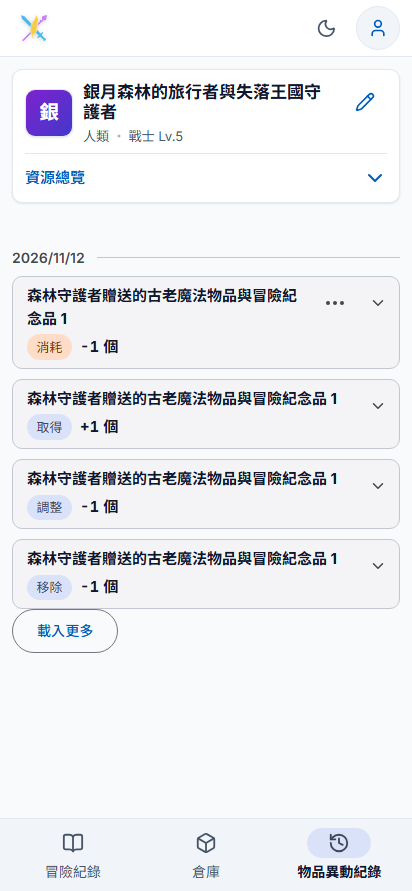 銀
銀月森林的旅行者與失落王國守
護者
人類 • 戰士 Lv.5
資源總覽
2026/11/12
森林守護者贈送的古老魔法物品與冒險紀
念品 1
消耗 -1 個
森林守護者贈送的古老魔法物品與冒險紀念品 1
取得 +1 個
森林守護者贈送的古老魔法物品與冒險紀念品 1
調整 -1 個
森林守護者贈送的古老魔法物品與冒險紀念品 1
移除 -1 個
載入更多
冒險紀錄 倉庫 物品異動紀錄